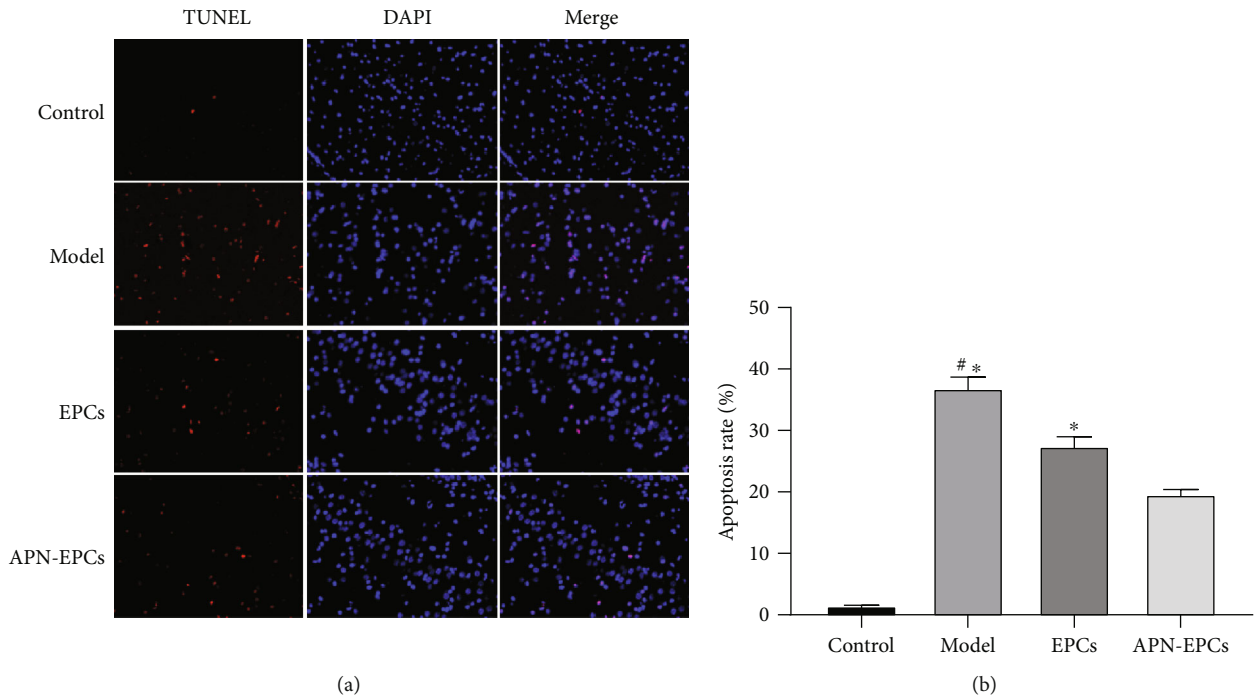 TUNEL DAPI Merge
Control
Model
EPCs
APN-EPCs
(a)
Apoptosis rate (%)
50
40
30
20
10
0
# *
*
Control Model EPCs APN-EPCs
(b)